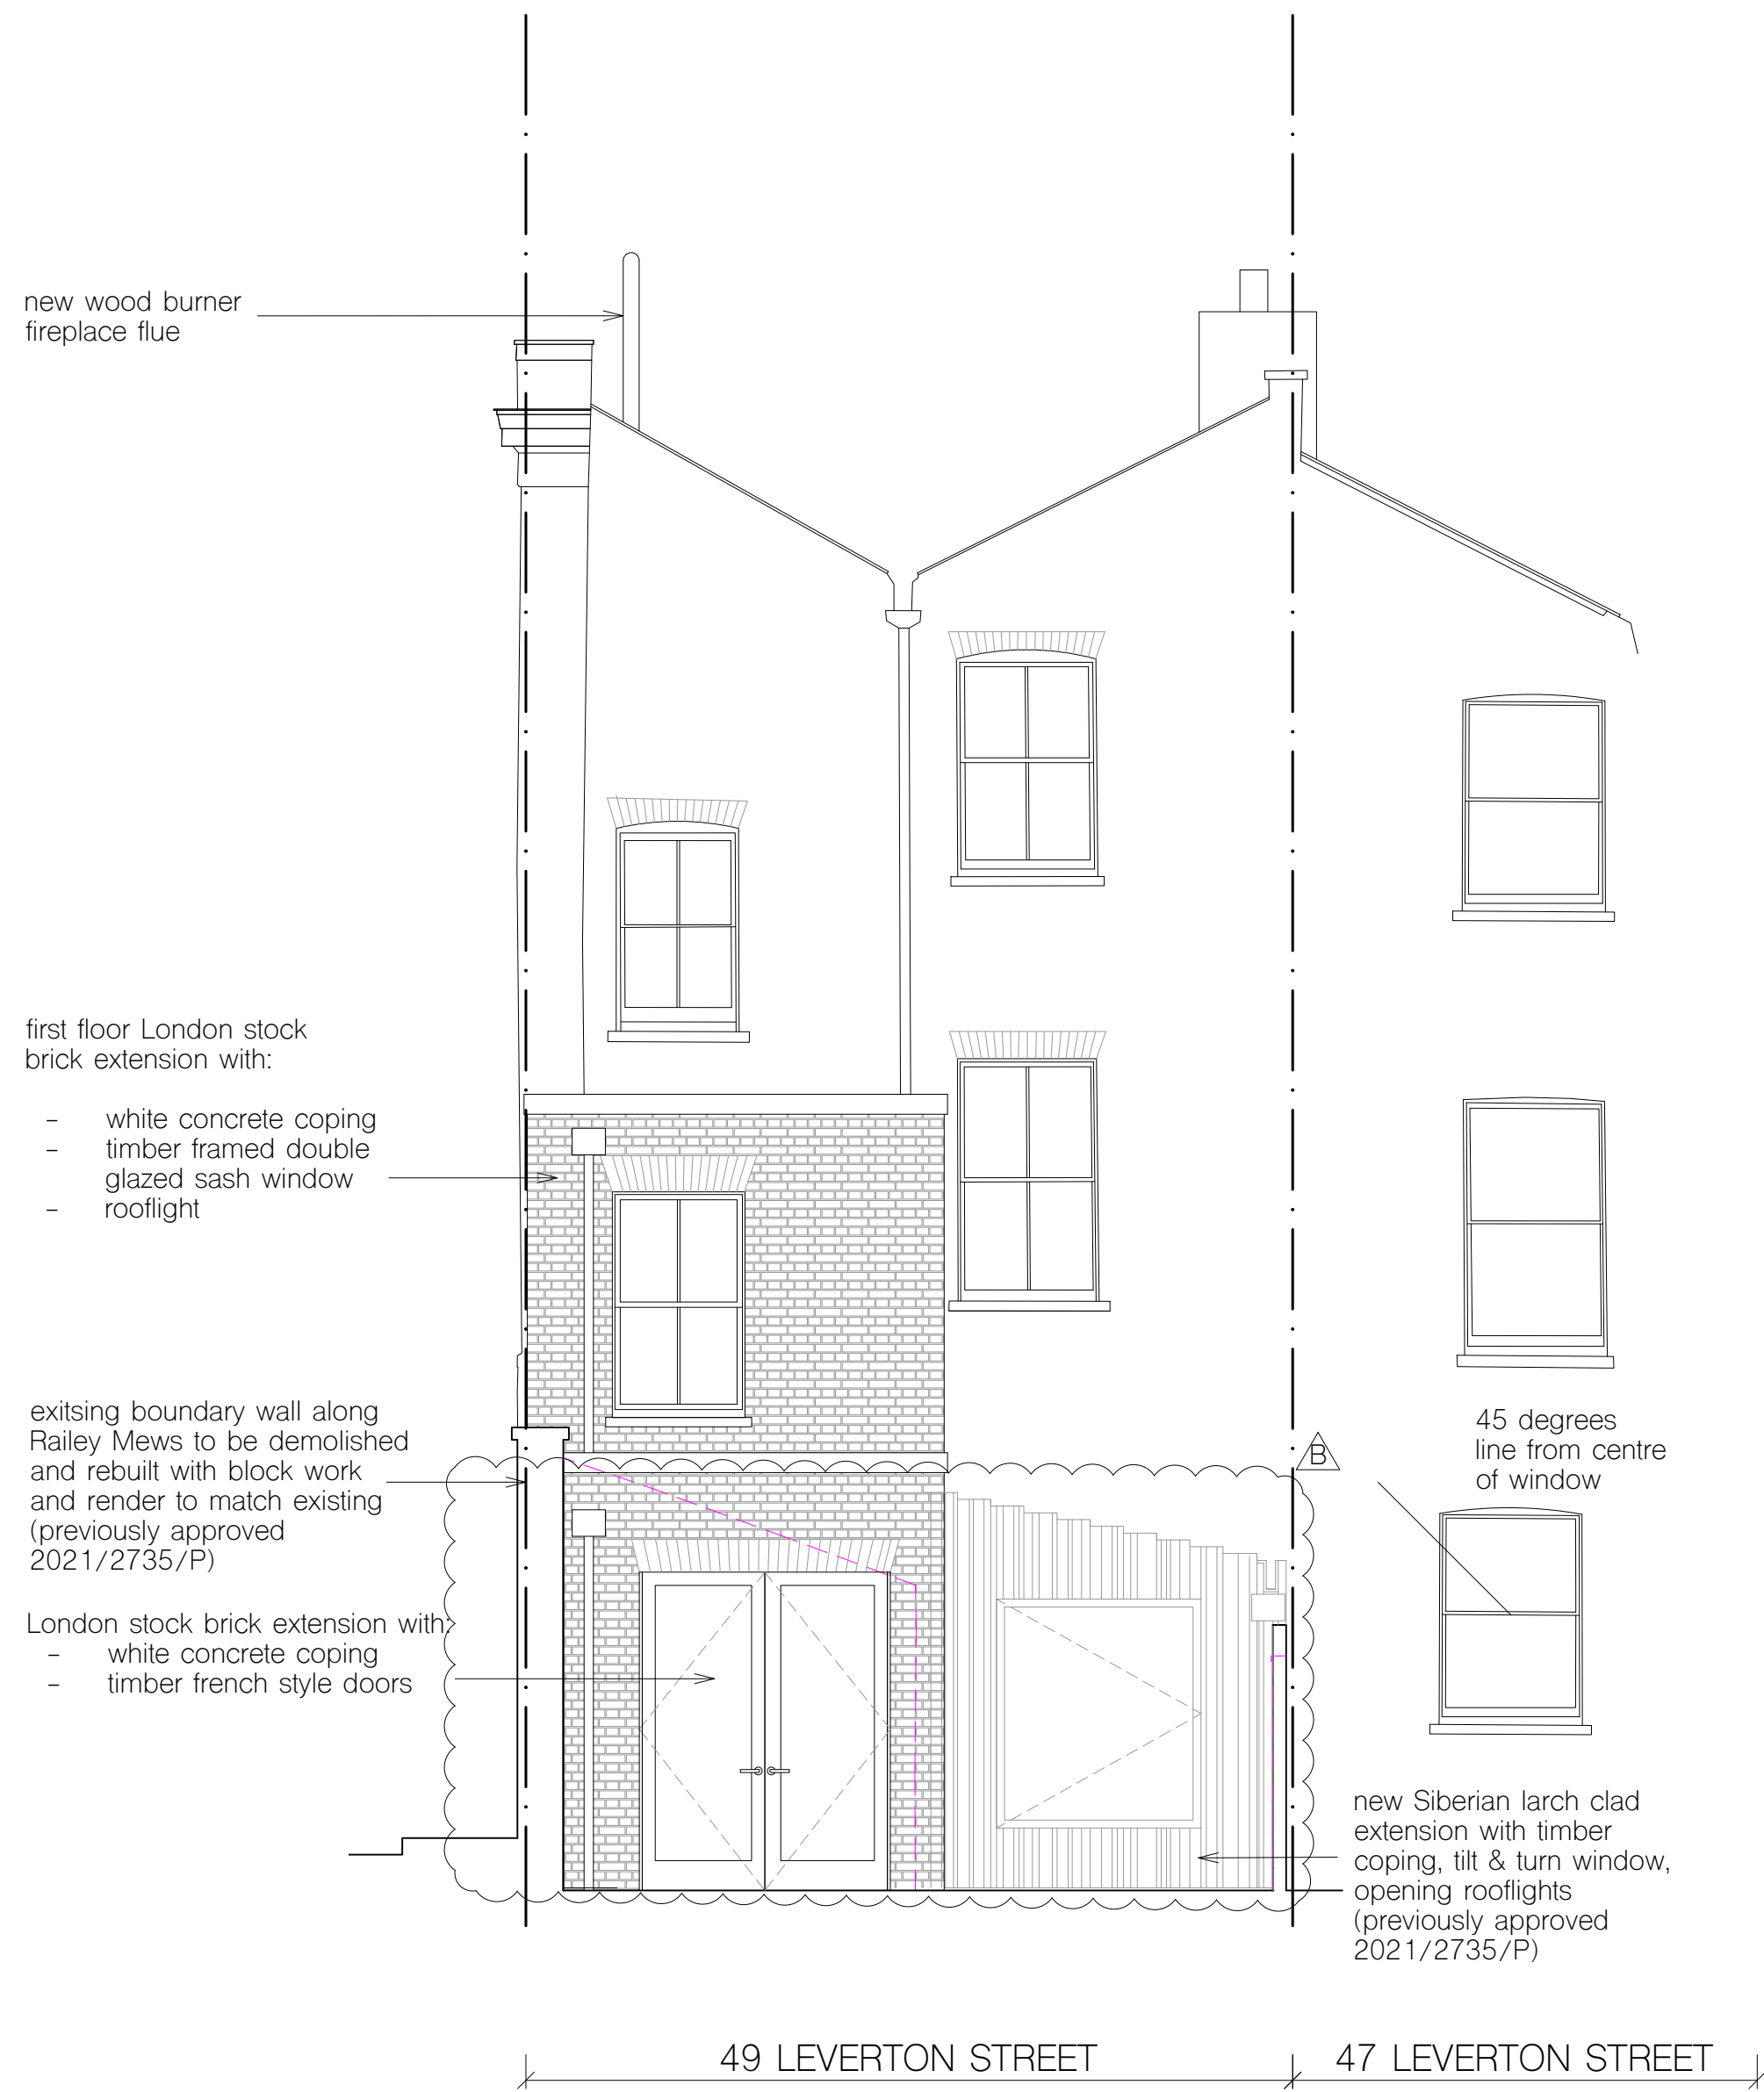 new wood burner
fireplace flue
first floor London stock
brick extension with:
- white concrete coping
- timber framed double
glazed sash window
- rooflight
exitsing boundary wall along
Railey Mews to be demolished
and rebuilt with block work
and render to match existing
(previously approved
2021/2735/P)
London stock brick extension with:
- white concrete coping
- timber french style doors
45 degrees
line from centre
of window
B
new Siberian larch clad
extension with timber
coping, tilt & turn window,
opening rooflights
(previously approved
2021/2735/P)
49 LEVERTON STREET
47 LEVERTON STREET